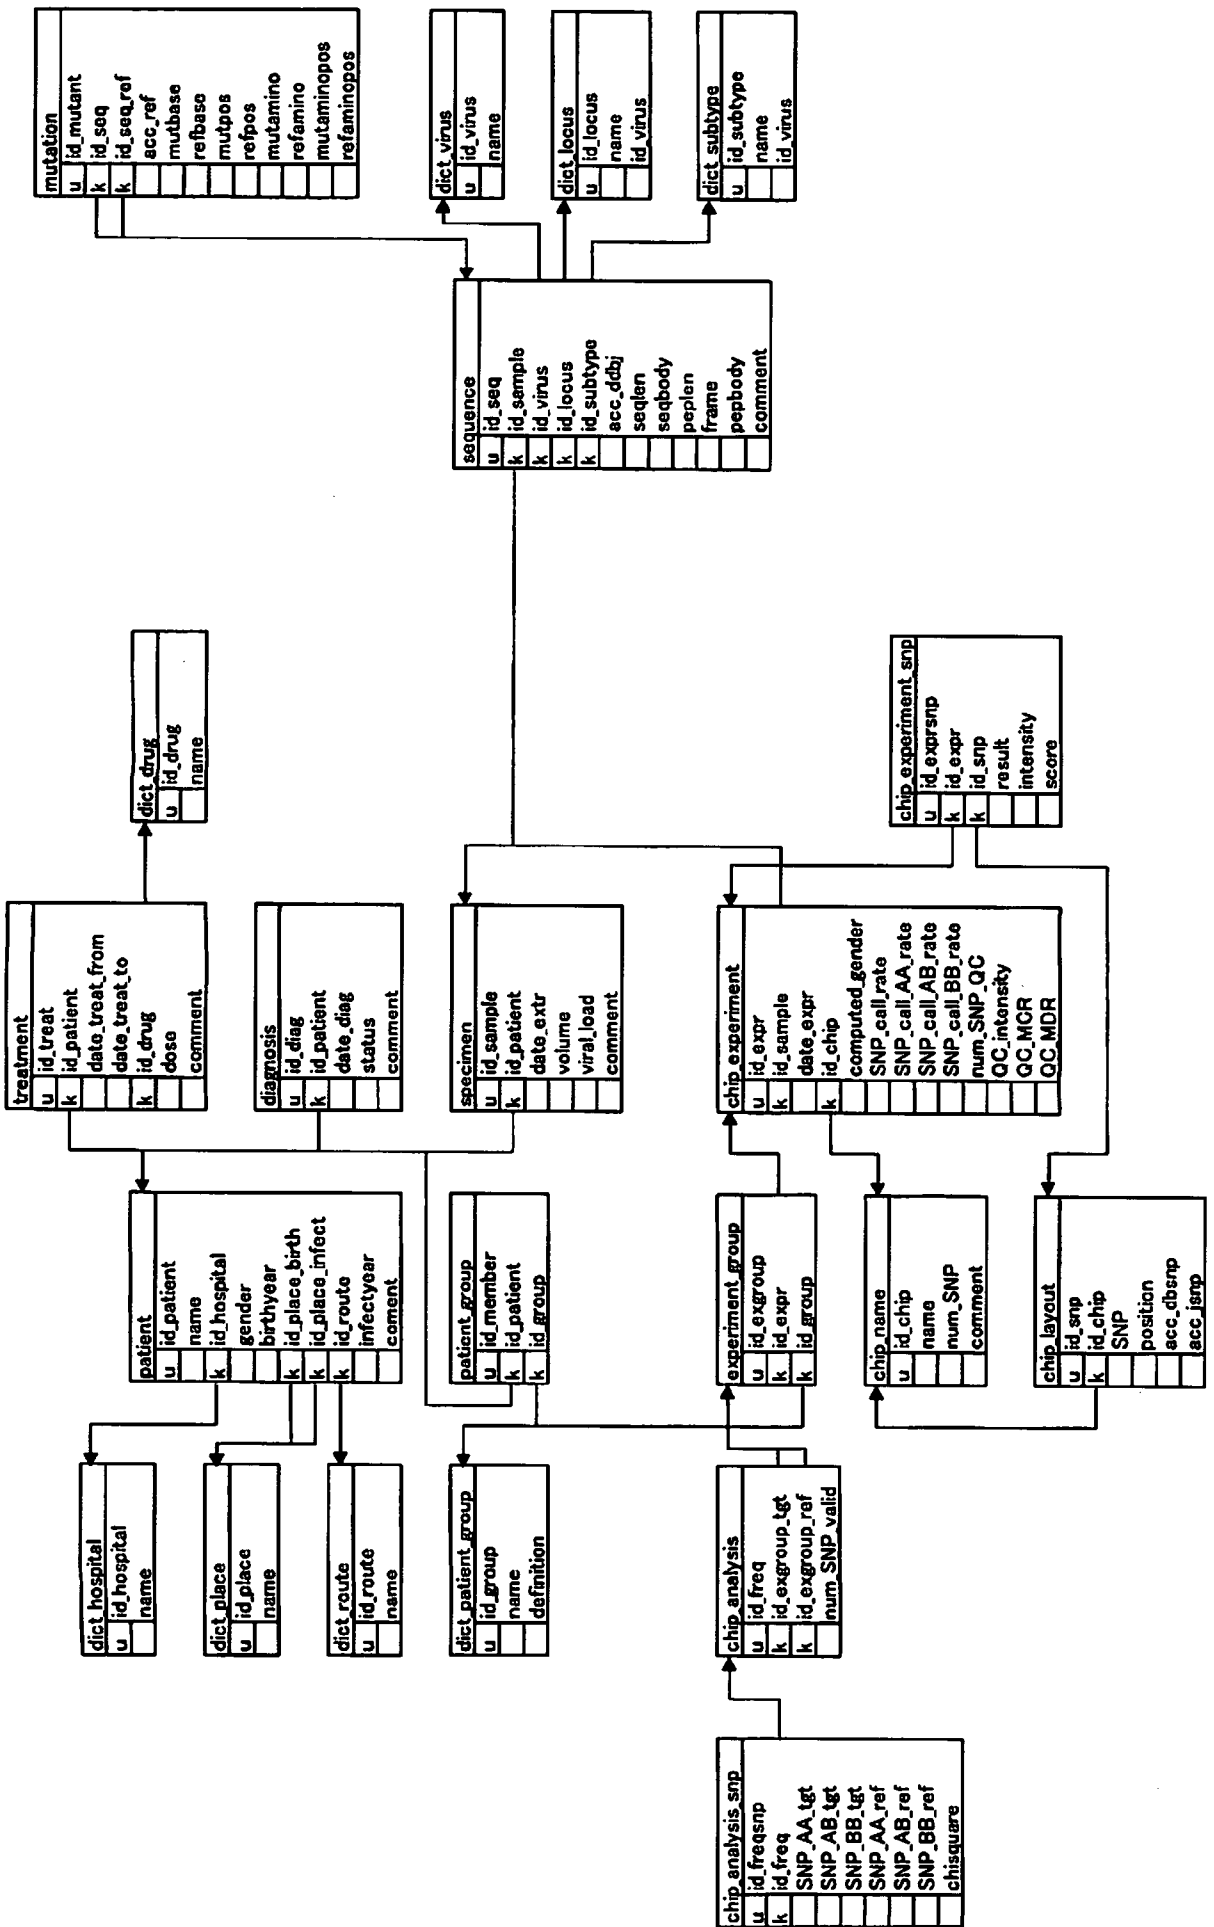 chip_analysis_snp
u id_freqsnp
k id_freq
SNP_AA_tgt
SNP_AB_tgt
SNP_BB_tgt
SNP_AA_ref
SNP_AB_ref
SNP_BB_ref
chisquare
dict_hospital
u id_hospital
name
dict_place
u id_place
name
dict_route
u id_route
name
dict_patient_group
u id_group
name
definition
chip_analysis
u id_freq
k id_exgroup_tgt
k id_exgroup_ref
num_SNP_valid
patient
u id_patient
name
k id_hospital
gender
birthyear
k id_place_birth
k id_place_infect
k id_route
infectyear
coment
patient_group
u id_member
k id_patient
k id_group
experiment_group
u id_exgroup
k id_expr
k id_group
chip_name
u id_chip
name
num_SNP
comment
chip_layout
u id_snp
k id_chip
SNP
position
acc_dbsnp
acc_jsnp
treatment
u id_treat
k id_patient
date_treat_from
date_treat_to
k id_drug
dose
comment
diagnosis
u id_diag
k id_patient
date_diag
status
comment
specimen
u id_sample
k id_patient
date_extr
volume
viral_load
comment
chip_experiment
u id_expr
k id_sample
date_expr
k id_chip
computed_gender
SNP_call_rate
SNP_call_AA_rate
SNP_call_AB_rate
SNP_call_BB_rate
num_SNP_QC
QC_intensity
QC_MCR
QC_MDR
dict_drug
u id_drug
name
chip_experiment_snp
u id_exprsnp
k id_expr
k id_snp
result
intensity
score
sequence
u id_seq
k id_sample
k id_virus
k id_locus
k id_subtype
acc_ddbj
seqlen
seqbody
peplen
frame
pepbody
comment
mutation
u id_mutant
k id_seq
k id_seq_ref
acc_ref
mutbase
refbase
mutpos
refpos
mutamino
refamino
mutaminopos
refaminopos
dict_virus
u id_virus
name
dict_locus
u id_locus
name
id_virus
dict_subtype
u id_subtype
name
id_virus